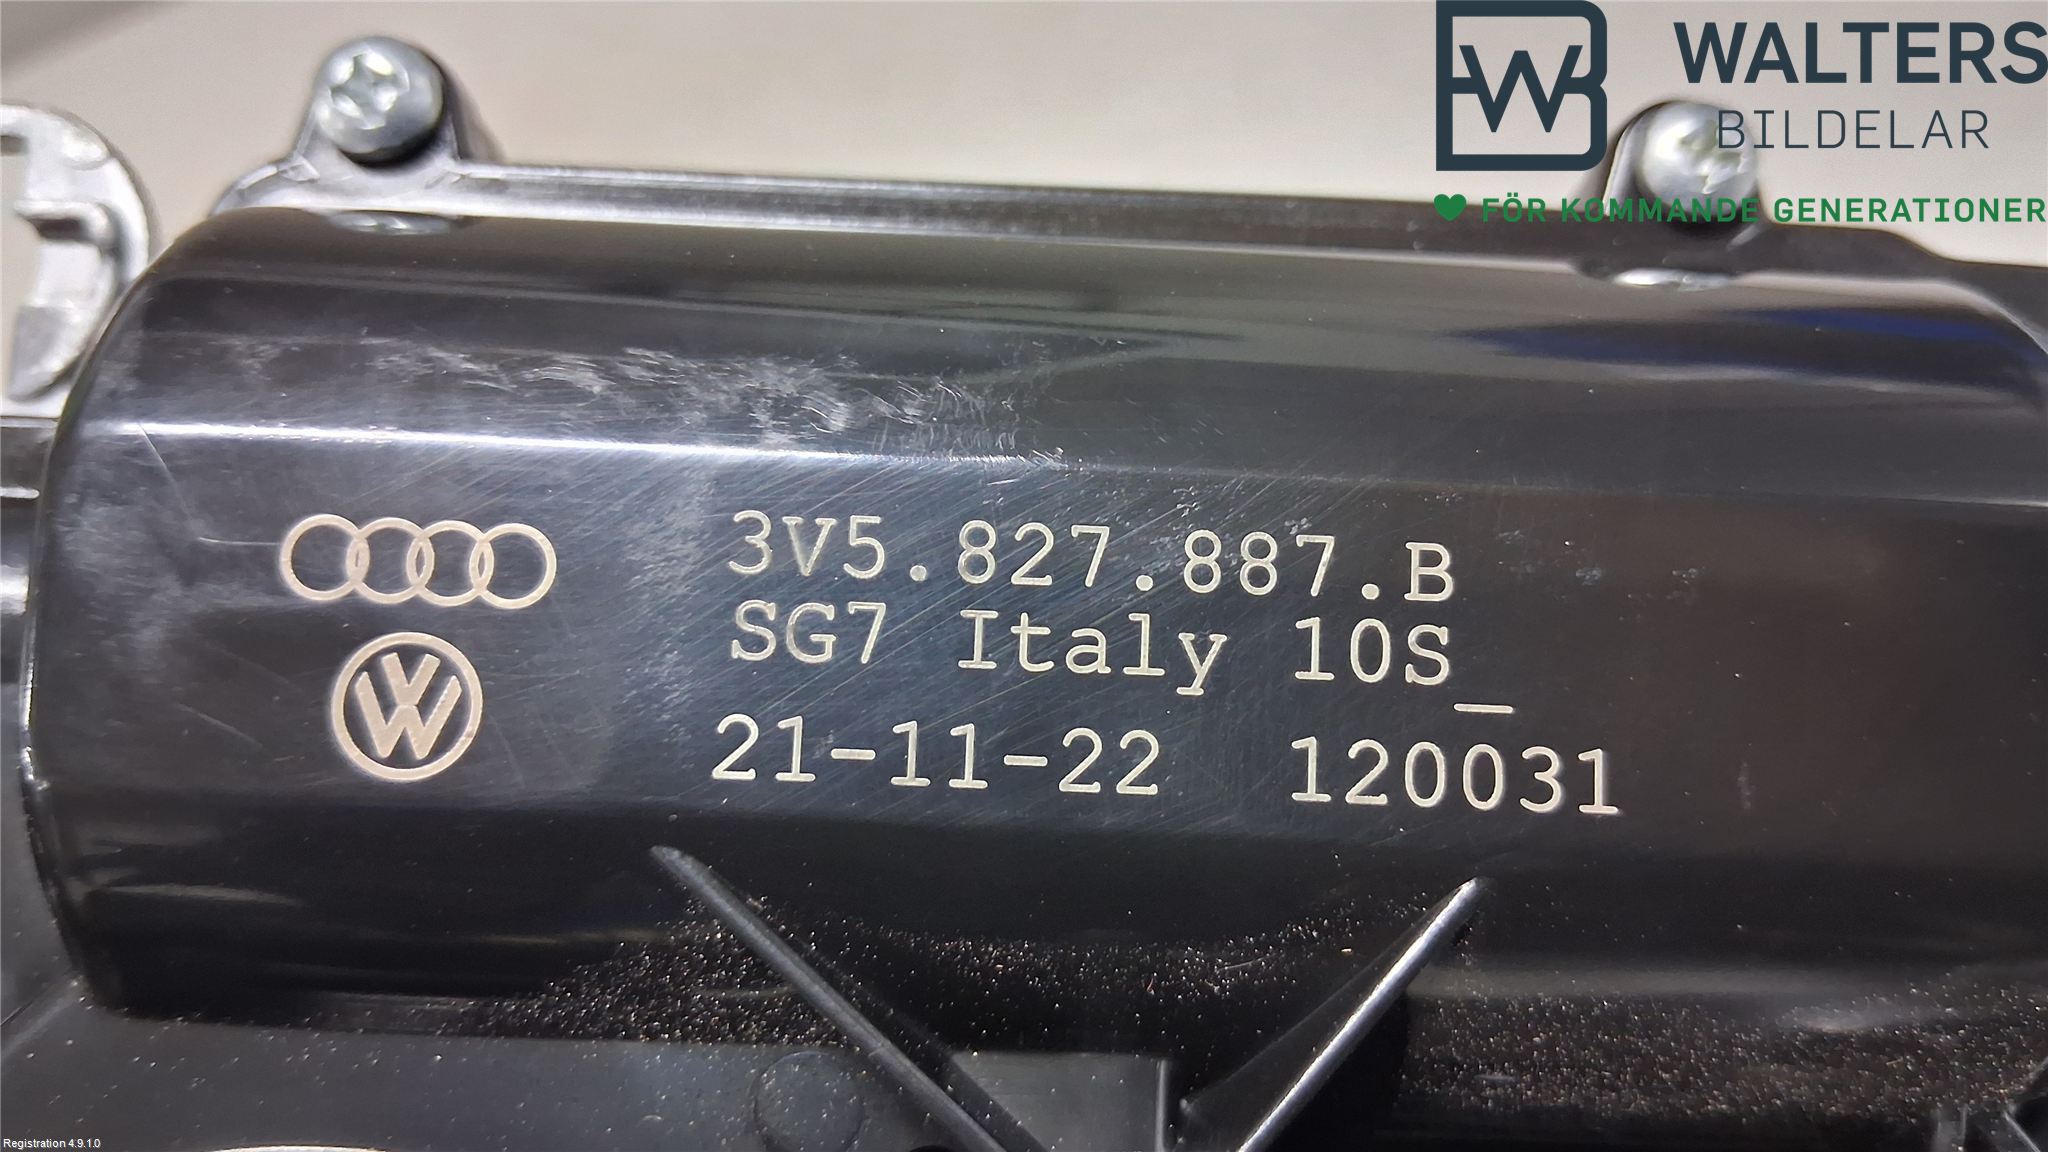 WALTERS
BILDELAR
FÖR KOMMANDE GENERATIONER
3V5.827.887.B
SG7 Italy 10S_
21-11-22 120031
Registration 4.9.1.0